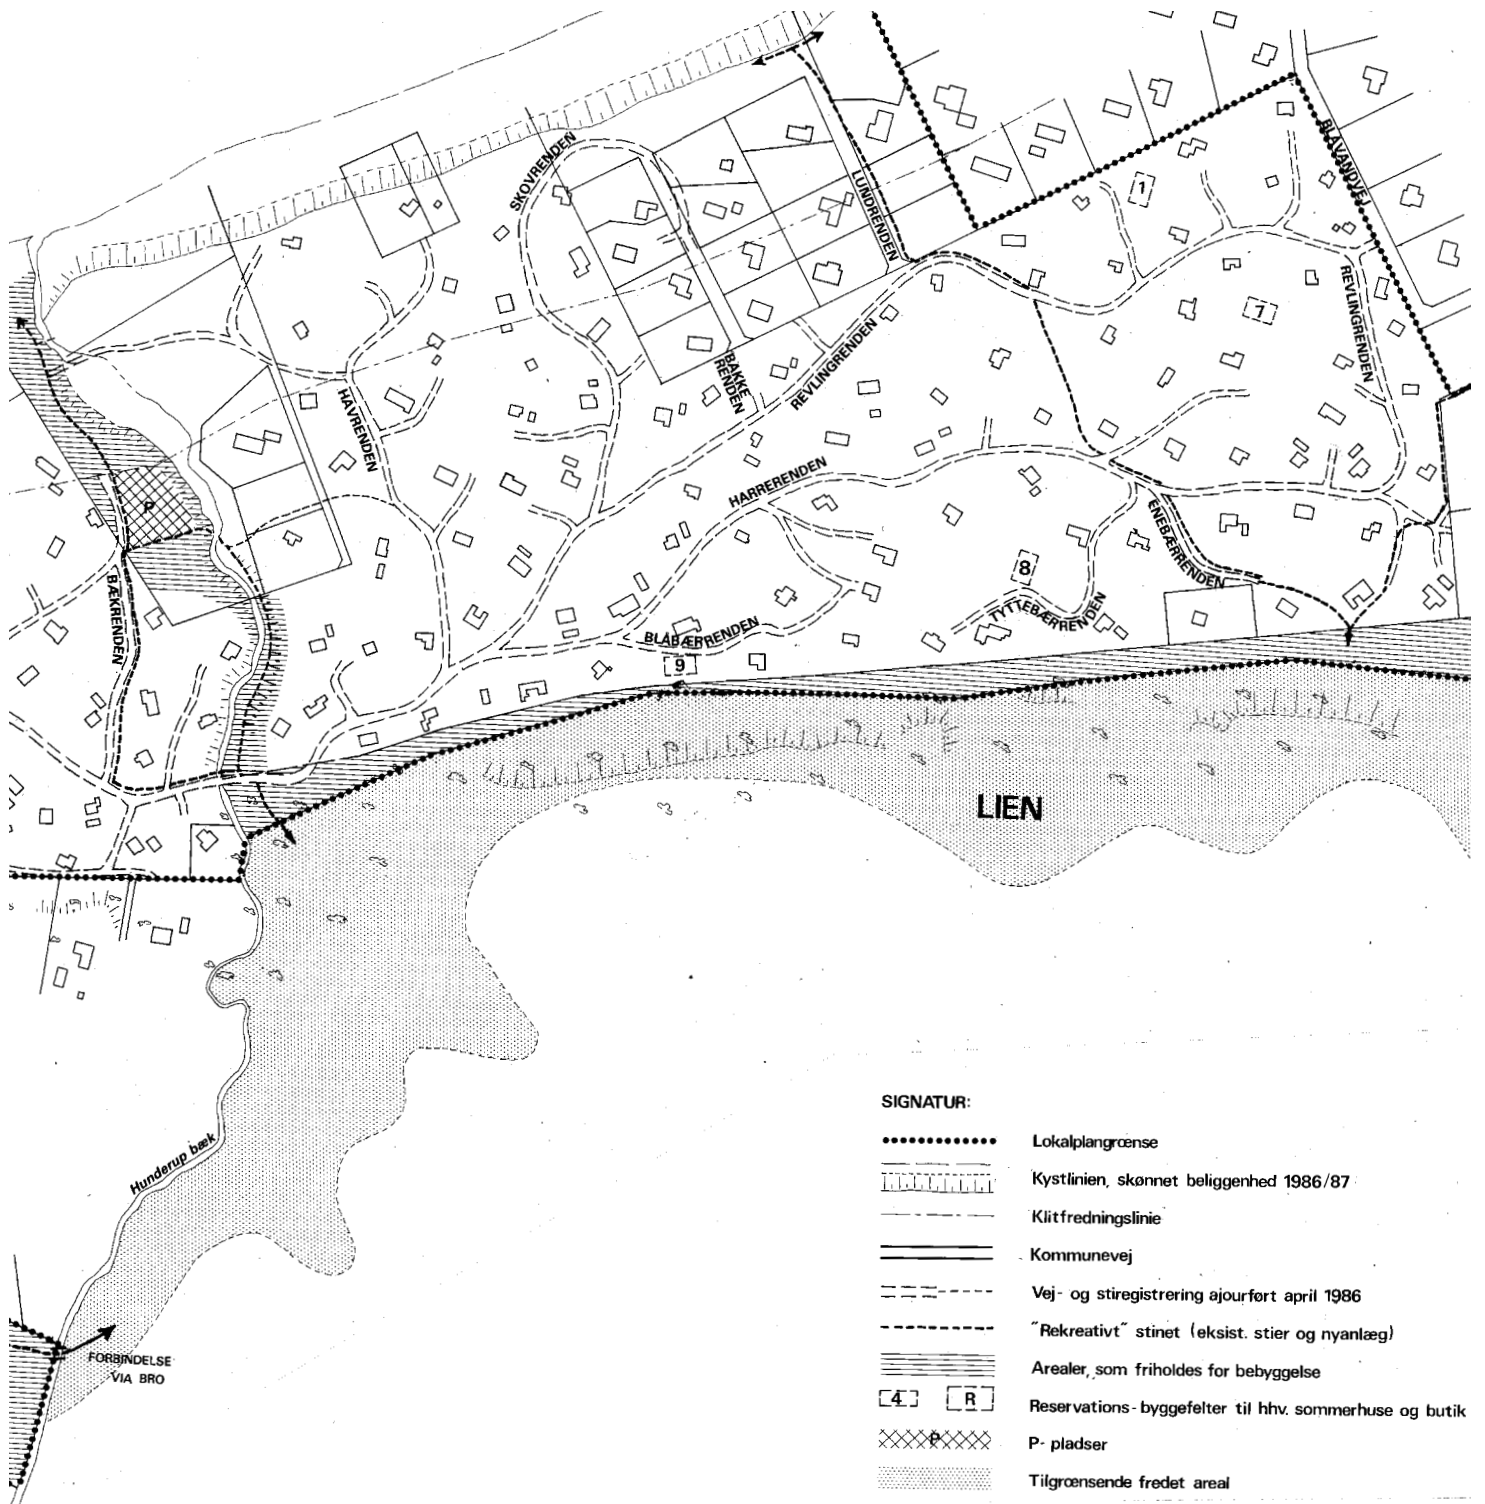 SKOVRENDEN
LUNDRENDEN
BLÅVANDVEJ
1
7
REVLINGRENDEN
HAVRENDEN
BAKKE
RENDEN
REVLINGRENDEN
HARRERENDEN
P
ENEBÆRRENDEN
BÆKRENDEN
8
TYTTEBÆRRENDEN
BLÅBÆRRENDEN
9
LIEN
Hunderup bæk
FORBINDELSE
VIA BRO
SIGNATUR:
Lokalplangrænse
Kystlinien, skønnet beliggenhed 1986/87
Klitfredningslinie
Kommunevej
Vej- og stiregistrering ajourført april 1986
"Rekreativt" stinet (eksist. stier og nyanlæg)
Arealer, som friholdes for bebyggelse
4 R Reservations-byggefelter til hhv. sommerhuse og butik
P P-pladser
Tilgrænsende fredet areal